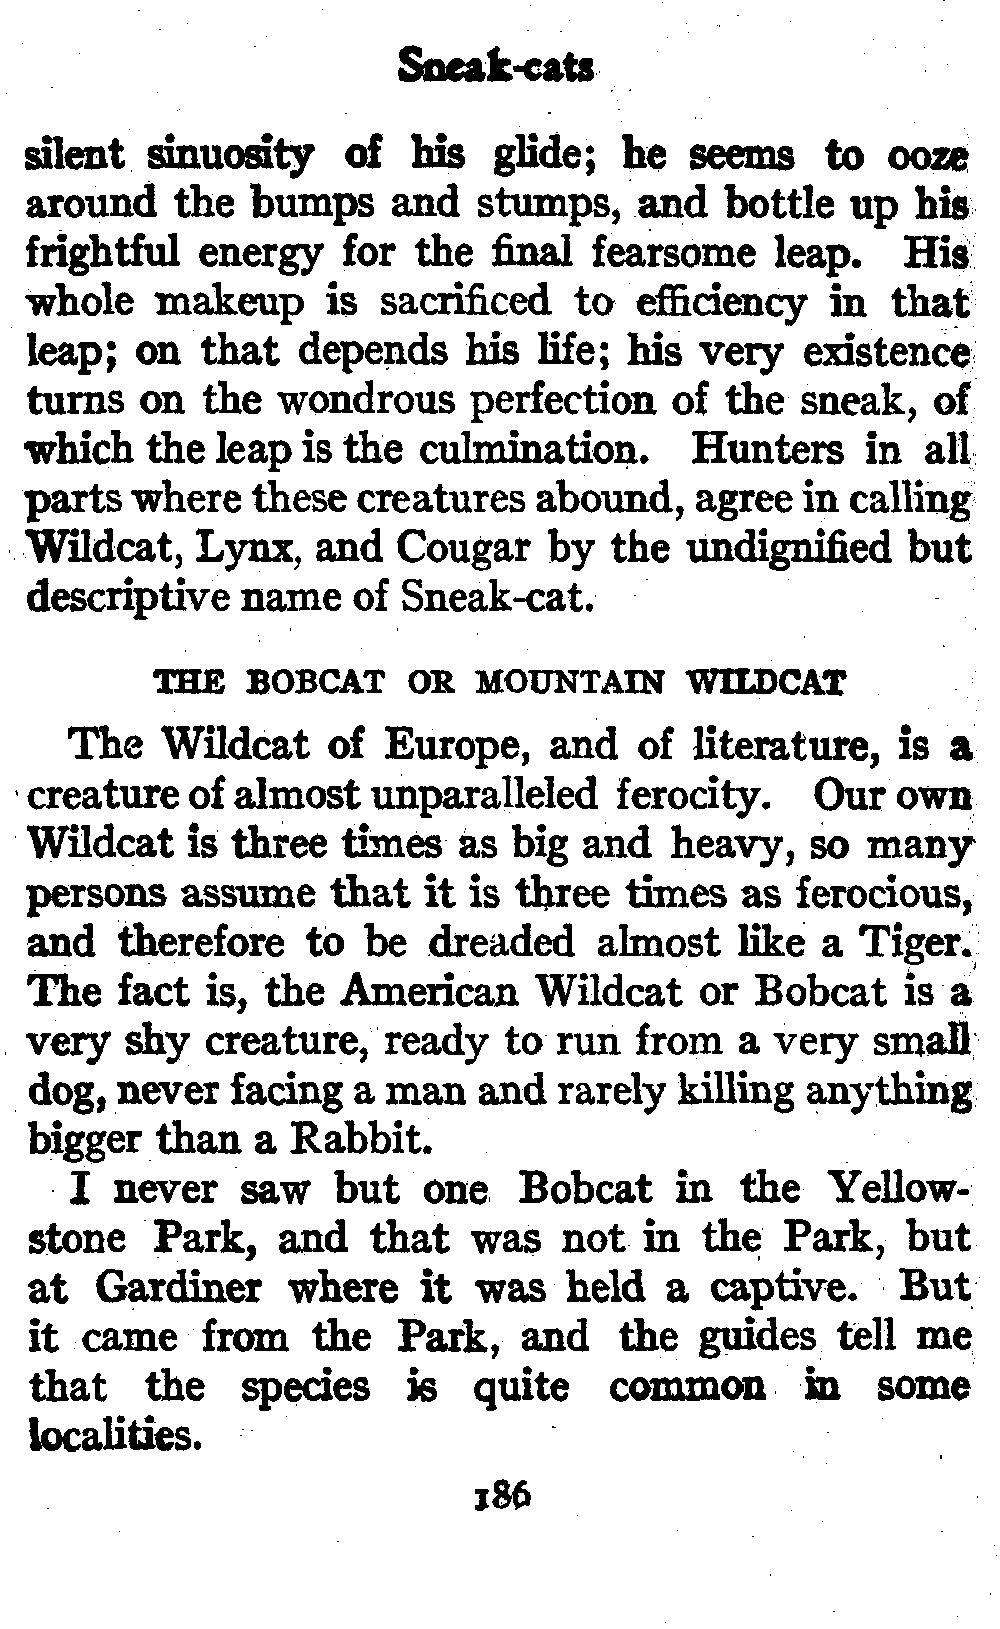 Sneak-cats
silent sinuosity of his glide; he seems to ooze
around the bumps and stumps, and bottle up his
frightful energy for the final fearsome leap. His
whole makeup is sacrificed to efficiency in that
leap; on that depends his life; his very existence
turns on the wondrous perfection of the sneak, of
which the leap is the culmination. Hunters in all
parts where these creatures abound, agree in calling
Wildcat, Lynx, and Cougar by the undignified but
descriptive name of Sneak-cat.
THE BOBCAT OR MOUNTAIN WILDCAT
The Wildcat of Europe, and of literature, is a
creature of almost unparalleled ferocity. Our own
Wildcat is three times as big and heavy, so many
persons assume that it is three times as ferocious,
and therefore to be dreaded almost like a Tiger.
The fact is, the American Wildcat or Bobcat is a
very shy creature, ready to run from a very small
dog, never facing a man and rarely killing anything
bigger than a Rabbit.
I never saw but one Bobcat in the Yellow-
stone Park, and that was not in the Park, but
at Gardiner where it was held a captive. But
it came from the Park, and the guides tell me
that the species is quite common in some
localities.
186